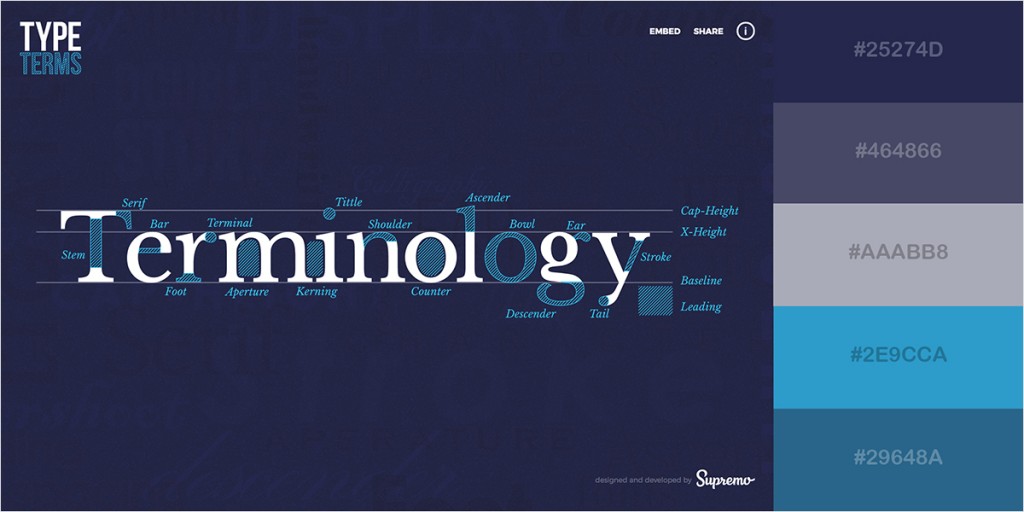 TYPE
TERMS
EMBED SHARE
i
Serif
Tittle
Ascender
Cap-Height
Bar
Terminal
Shoulder
Bowl
Ear
X-Height
Terminology
Stem
Stroke
Baseline
Foot
Aperture
Kerning
Counter
Descender
Tail
Leading
designed and developed by Supremo
#25274D
#464866
#AAABB8
#2E9CCA
#29648A